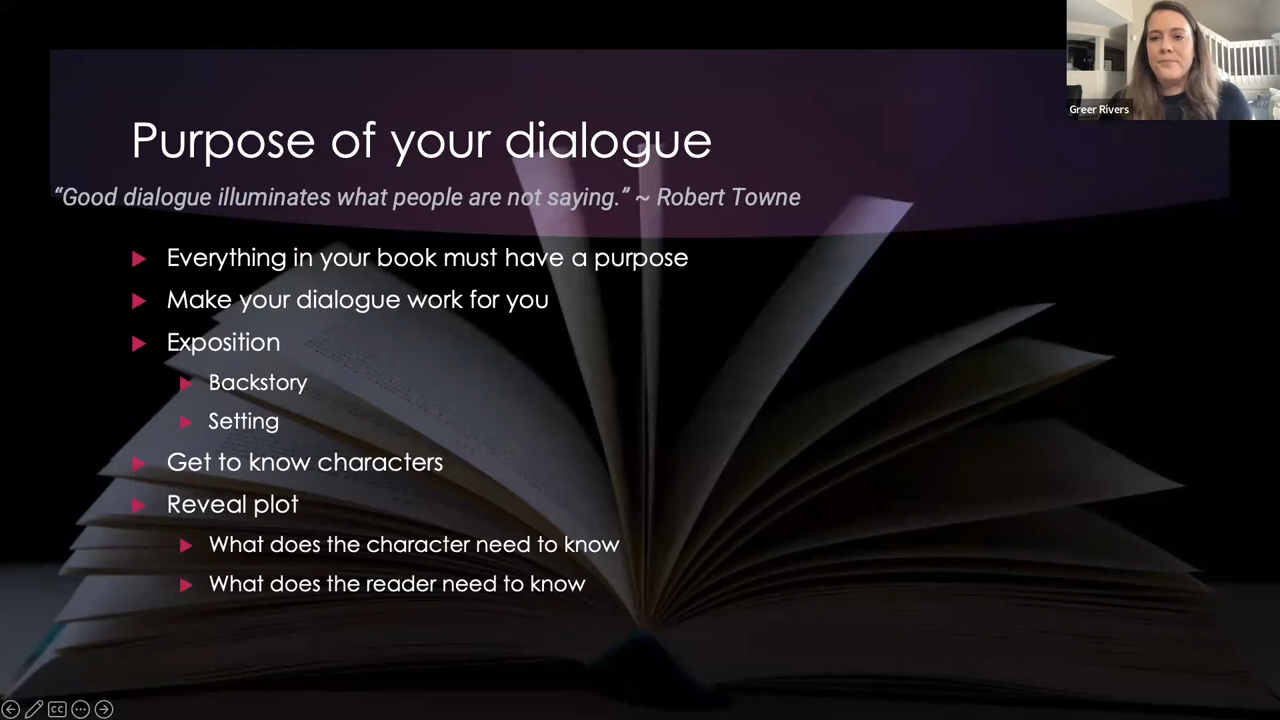 Greer Rivers
Purpose of your dialogue
“Good dialogue illuminates what people are not saying.” ~ Robert Towne
Everything in your book must have a purpose
Make your dialogue work for you
Exposition
Backstory
Setting
Get to know characters
Reveal plot
What does the character need to know
What does the reader need to know
CC